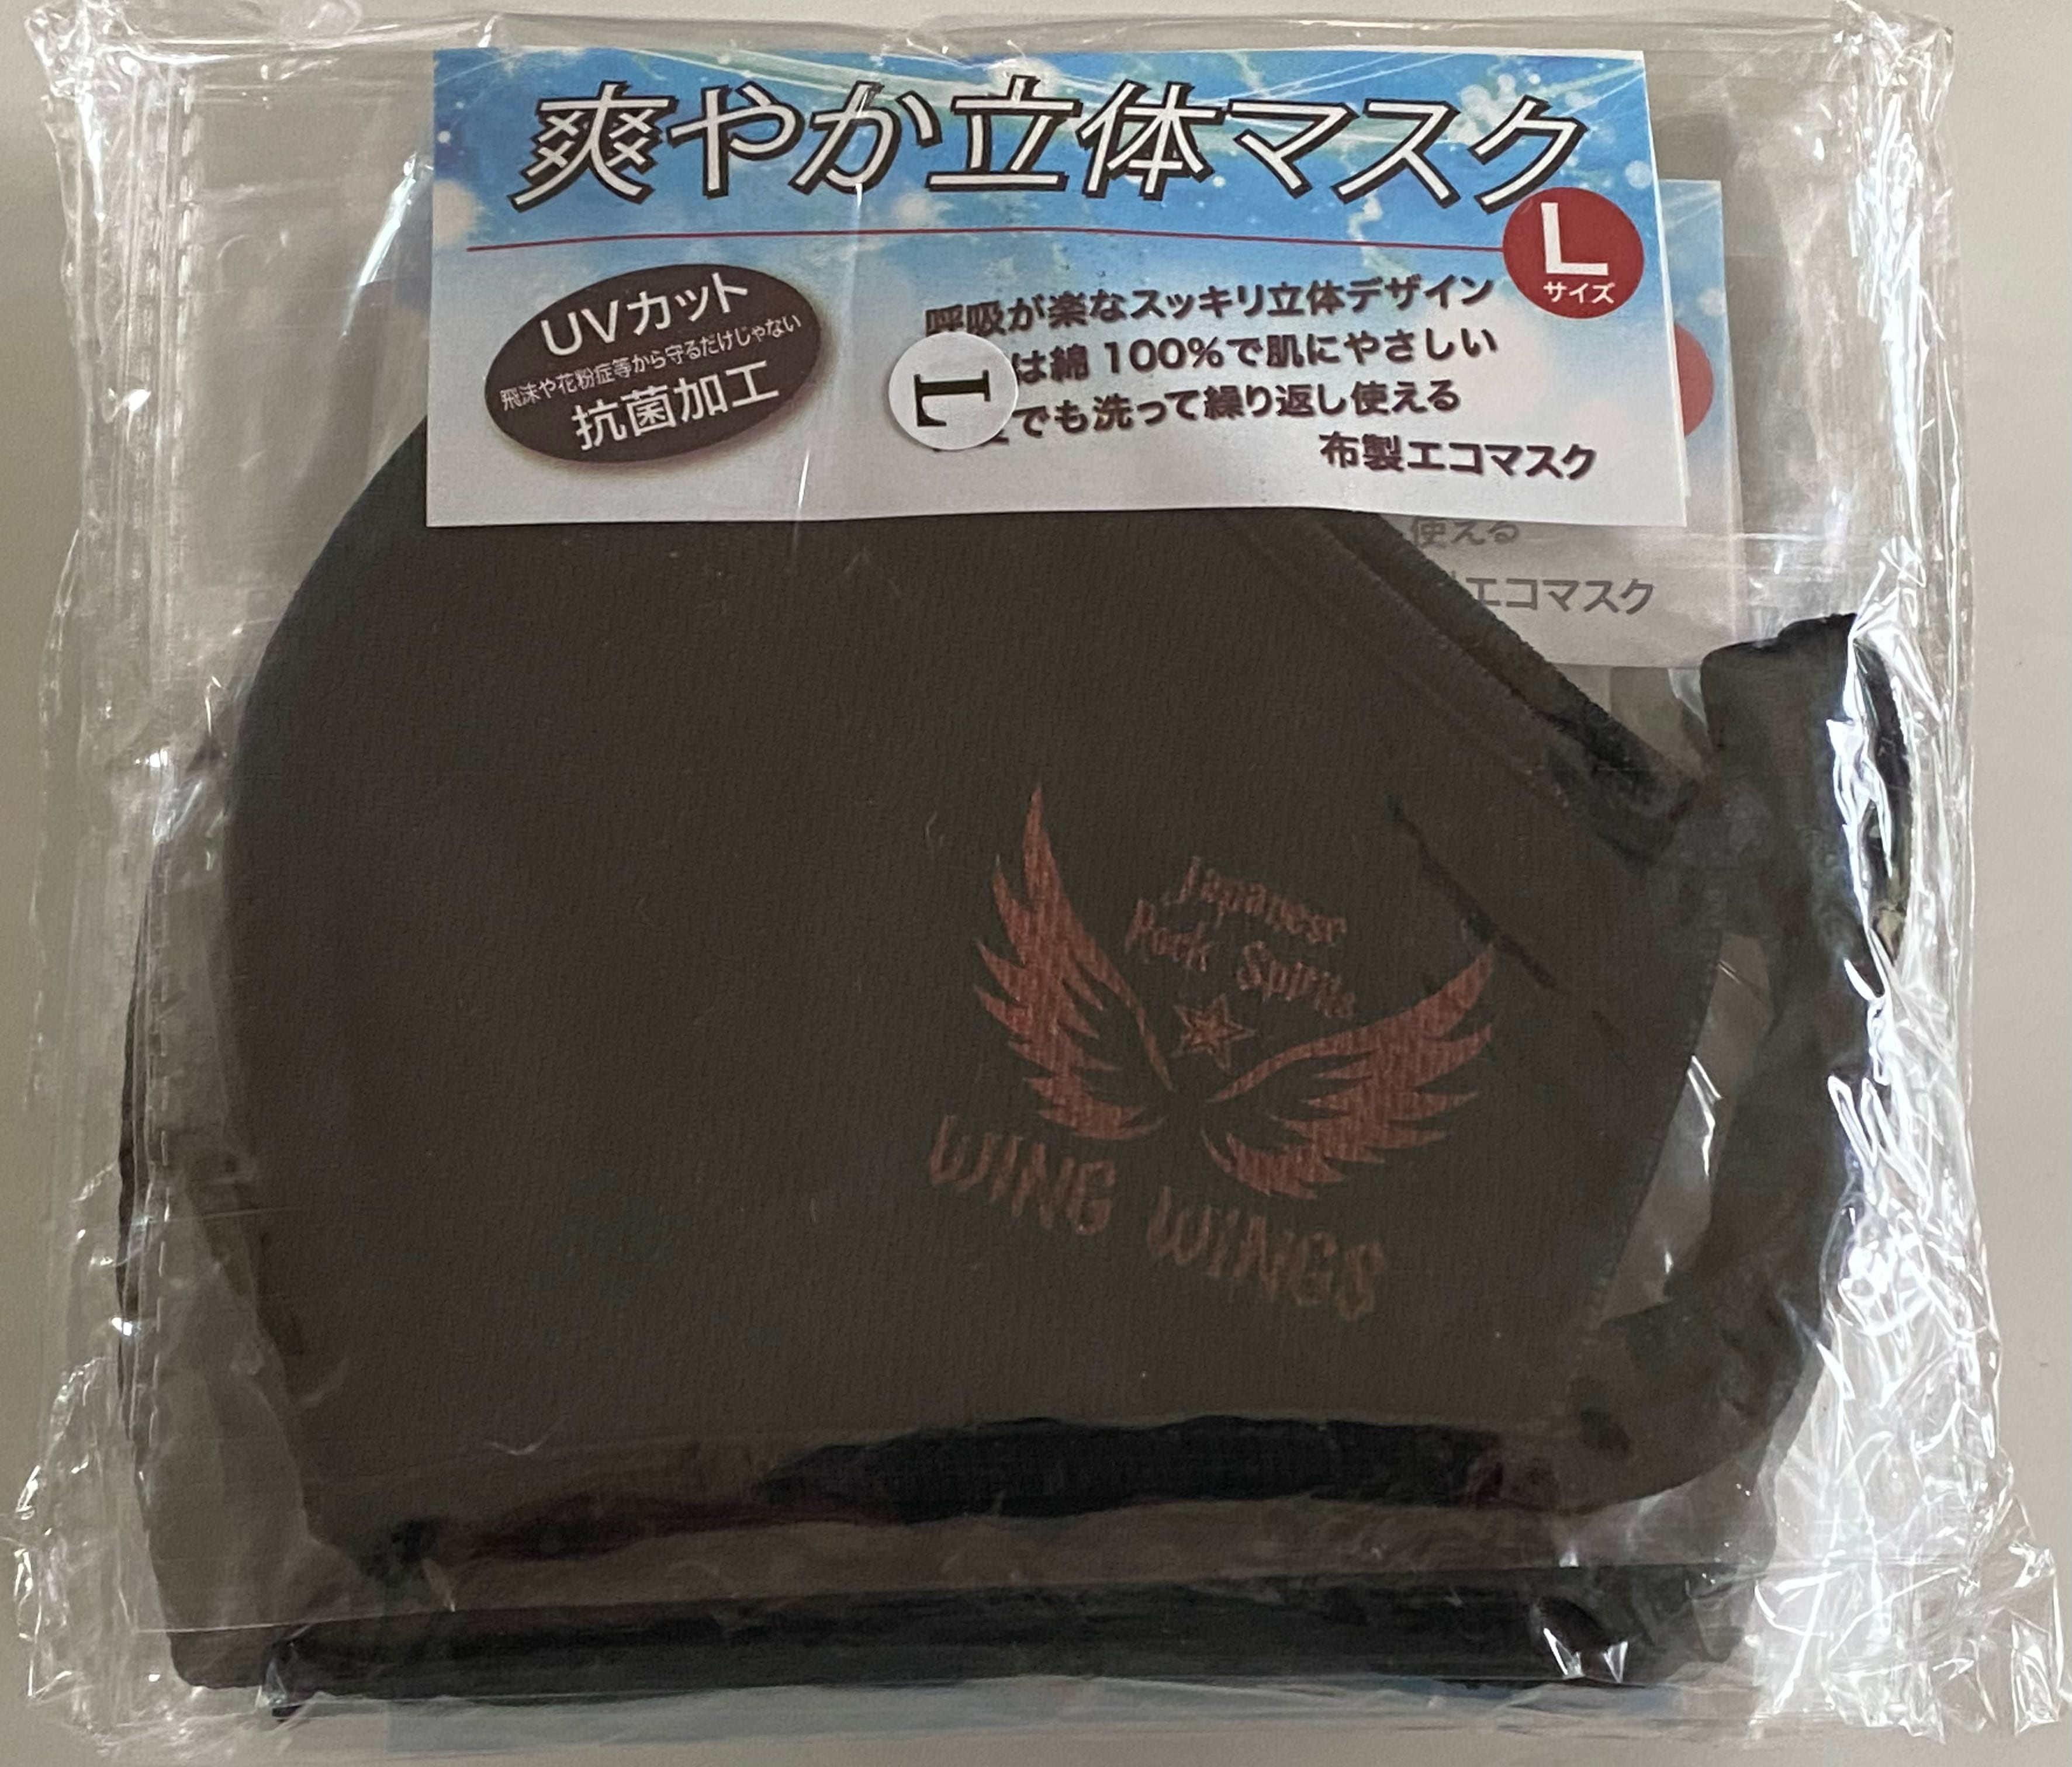 爽やか立体マスク
L
サイズ
UVカット
飛沫や花粉症等から守るだけじゃない
抗菌加工
呼吸が楽なスッキリ立体デザイン
は綿100%で肌にやさしい
でも洗って繰り返し使える
布製エコマスク
L
使える
エコマスク
Japanese
Rock Spirits
WING WINGS